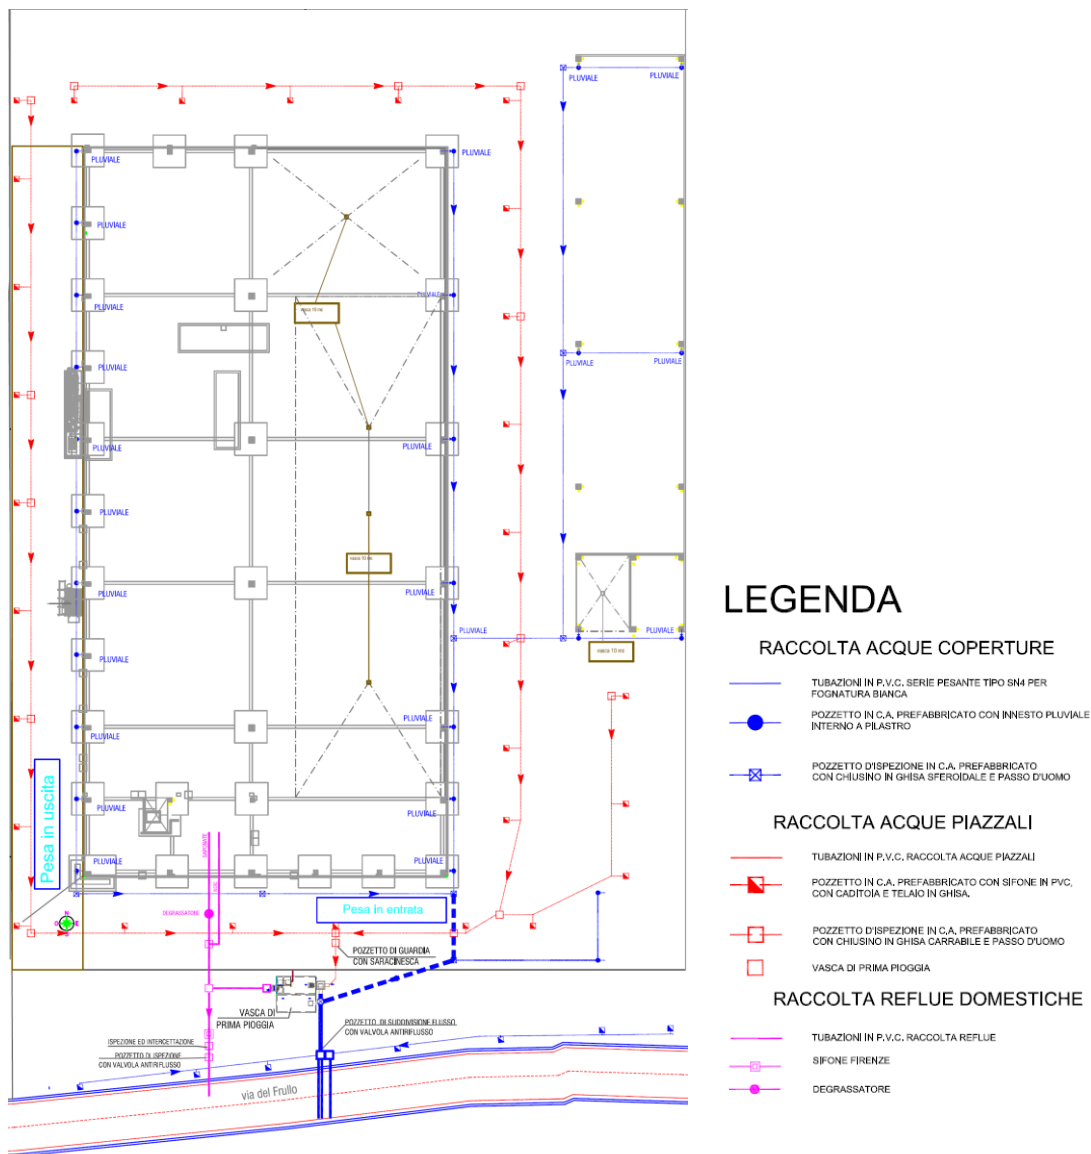 PLUVIALE
PLUVIALE
PLUVIALE
PLUVIALE
PLUVIALE
PLUVIALE
PLUVIALE
vasca 10 mc
PLUVIALE
PLUVIALE
PLUVIALE
PLUVIALE
PLUVIALE
PLUVIALE
vasca 10 mc
PLUVIALE
PLUVIALE
PLUVIALE
PLUVIALE
vasca 10 mc
PLUVIALE
PLUVIALE
PLUVIALE
PLUVIALE
PLUVIALE
Pesa in uscita
SAPONATE
DEGRASSATORE
Pesa in entrata
N
POZZETTO DI GUARDIA
CON SARACINESCA
VASCA DI
PRIMA PIOGGIA
POZZETTO DI SUDDIVISIONE FLUSSO
CON VALVOLA ANTIRIFLUSSO
ISPEZIONE ED INTERCETTAZIONE
POZZETTO DI ISPEZIONE
CON VALVOLA ANTIRIFLUSSO
via del Frullo
LEGENDA
RACCOLTA ACQUE COPERTURE
TUBAZIONI IN P.V.C. SERIE PESANTE TIPO SN4 PER
FOGNATURA BIANCA
POZZETTO IN C.A. PREFABBRICATO CON INNESTO PLUVIALE
INTERNO A PILASTRO
POZZETTO D'ISPEZIONE IN C.A. PREFABBRICATO
CON CHIUSINO IN GHISA SFEROIDALE E PASSO D'UOMO
RACCOLTA ACQUE PIAZZALI
TUBAZIONI IN P.V.C. RACCOLTA ACQUE PIAZZALI
POZZETTO IN C.A. PREFABBRICATO CON SIFONE IN PVC,
CON CADITOIA E TELAIO IN GHISA.
POZZETTO D'ISPEZIONE IN C.A. PREFABBRICATO
CON CHIUSINO IN GHISA CARRABILE E PASSO D'UOMO
VASCA DI PRIMA PIOGGIA
RACCOLTA REFLUE DOMESTICHE
TUBAZIONI IN P.V.C. RACCOLTA REFLUE
SIFONE FIRENZE
DEGRASSATORE